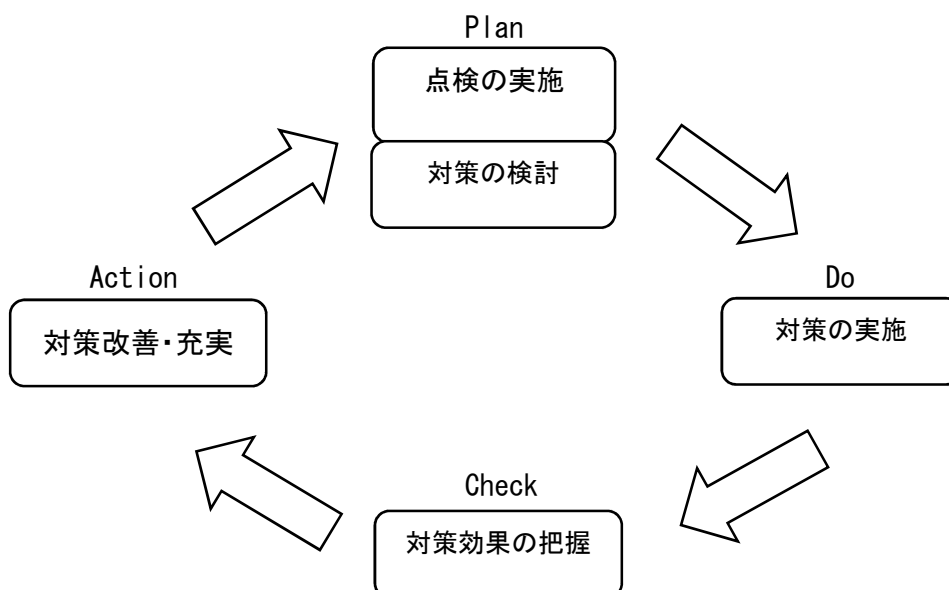 Plan
点検の実施
対策の検討
Do
対策の実施
Check
対策効果の把握
Action
対策改善・充実